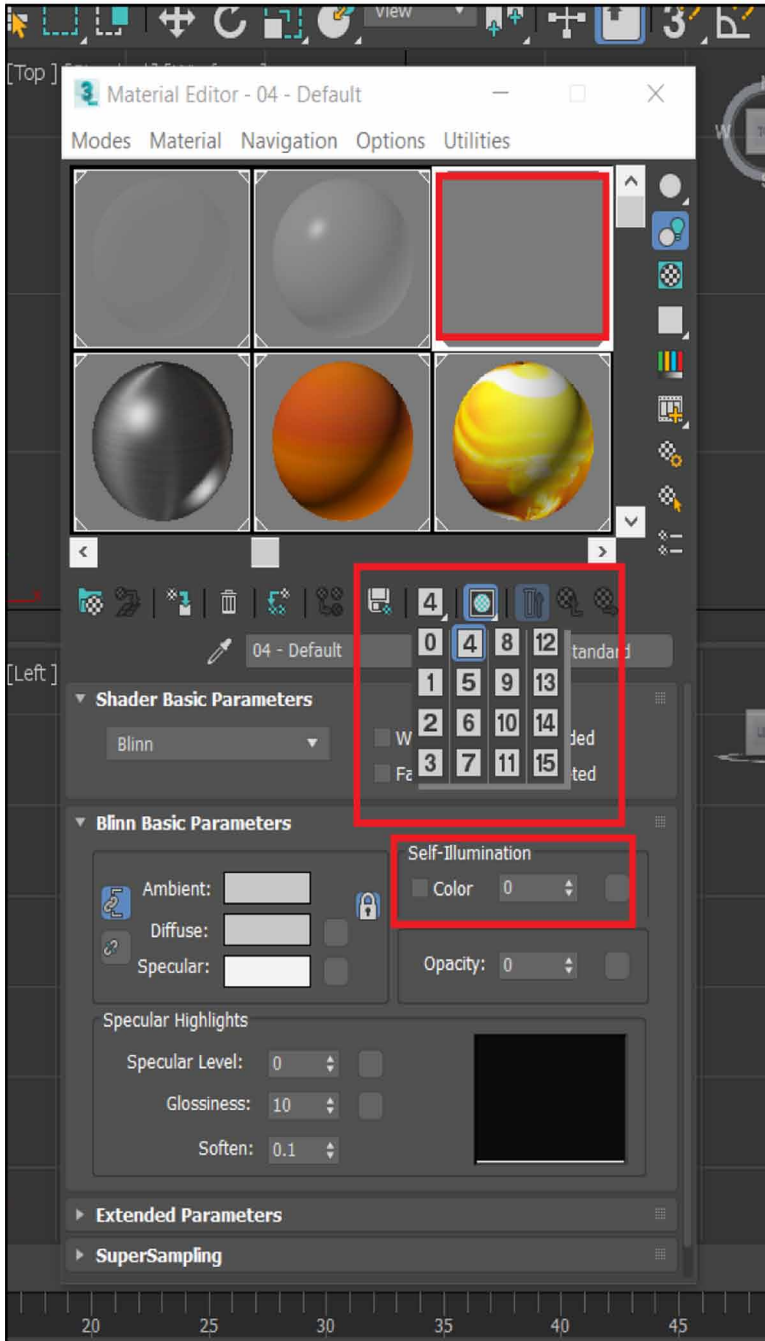 View
3
[Top ]
3
Material Editor - 04 - Default
Modes Material Navigation Options Utilities
W
S
4
04 - Default
tandard
0 4 8 12
1 5 9 13
2 6 10 14
3 7 11 15
[Left ]
Shader Basic Parameters
Blinn
W
ded
Fa
ted
Blinn Basic Parameters
Ambient:
Diffuse:
Specular:
Self-Illumination
Color 0
Opacity: 0
Specular Highlights
Specular Level: 0
Glossiness: 10
Soften: 0.1
Extended Parameters
SuperSampling
20 25 30 35 40 45